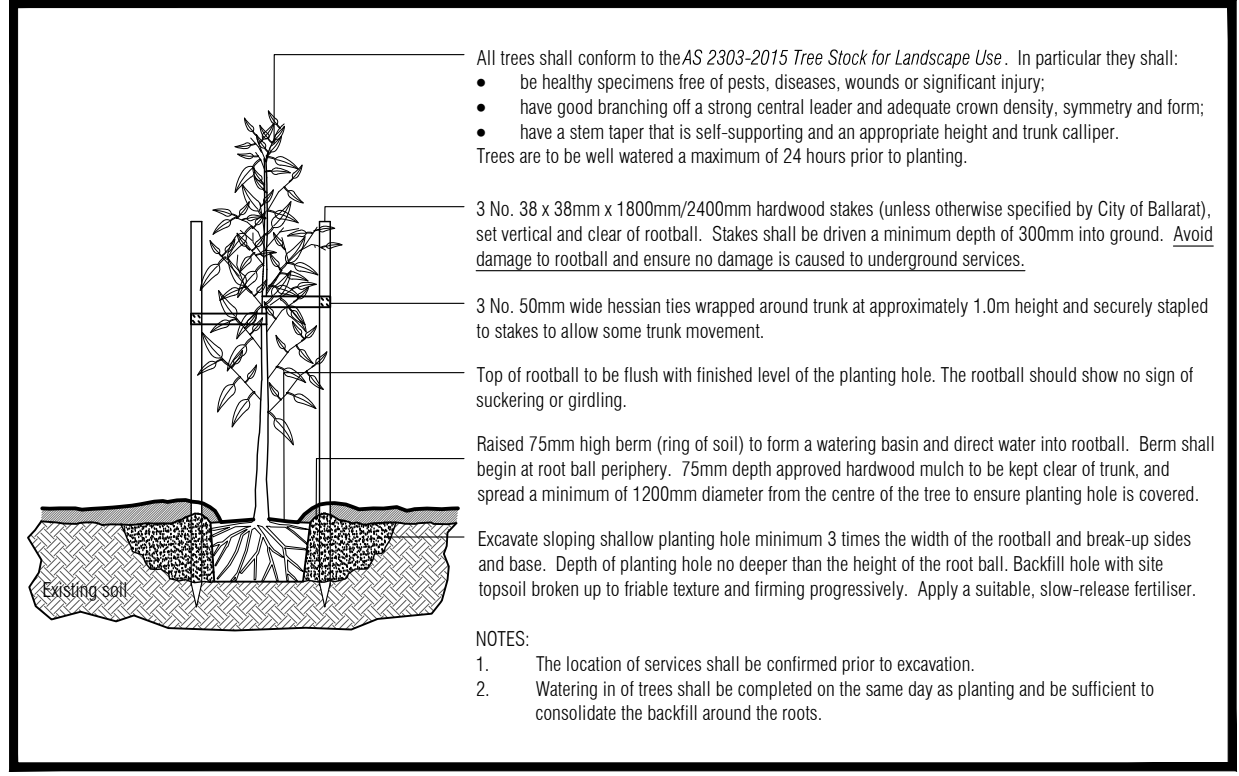 All trees shall conform to the AS 2303-2015 Tree Stock for Landscape Use. In particular they shall:
• be healthy specimens free of pests, diseases, wounds or significant injury;
• have good branching off a strong central leader and adequate crown density, symmetry and form;
• have a stem taper that is self-supporting and an appropriate height and trunk calliper.
Trees are to be well watered a maximum of 24 hours prior to planting.
3 No. 38 x 38mm x 1800mm/2400mm hardwood stakes (unless otherwise specified by City of Ballarat),
set vertical and clear of rootball. Stakes shall be driven a minimum depth of 300mm into ground. Avoid
damage to rootball and ensure no damage is caused to underground services.
3 No. 50mm wide hessian ties wrapped around trunk at approximately 1.0m height and securely stapled
to stakes to allow some trunk movement.
Top of rootball to be flush with finished level of the planting hole. The rootball should show no sign of
suckering or girdling.
Raised 75mm high berm (ring of soil) to form a watering basin and direct water into rootball. Berm shall
begin at root ball periphery. 75mm depth approved hardwood mulch to be kept clear of trunk, and
spread a minimum of 1200mm diameter from the centre of the tree to ensure planting hole is covered.
Excavate sloping shallow planting hole minimum 3 times the width of the rootball and break-up sides
and base. Depth of planting hole no deeper than the height of the root ball. Backfill hole with site
topsoil broken up to friable texture and firming progressively. Apply a suitable, slow-release fertiliser.
Existing soil
NOTES:
1. The location of services shall be confirmed prior to excavation.
2. Watering in of trees shall be completed on the same day as planting and be sufficient to
consolidate the backfill around the roots.